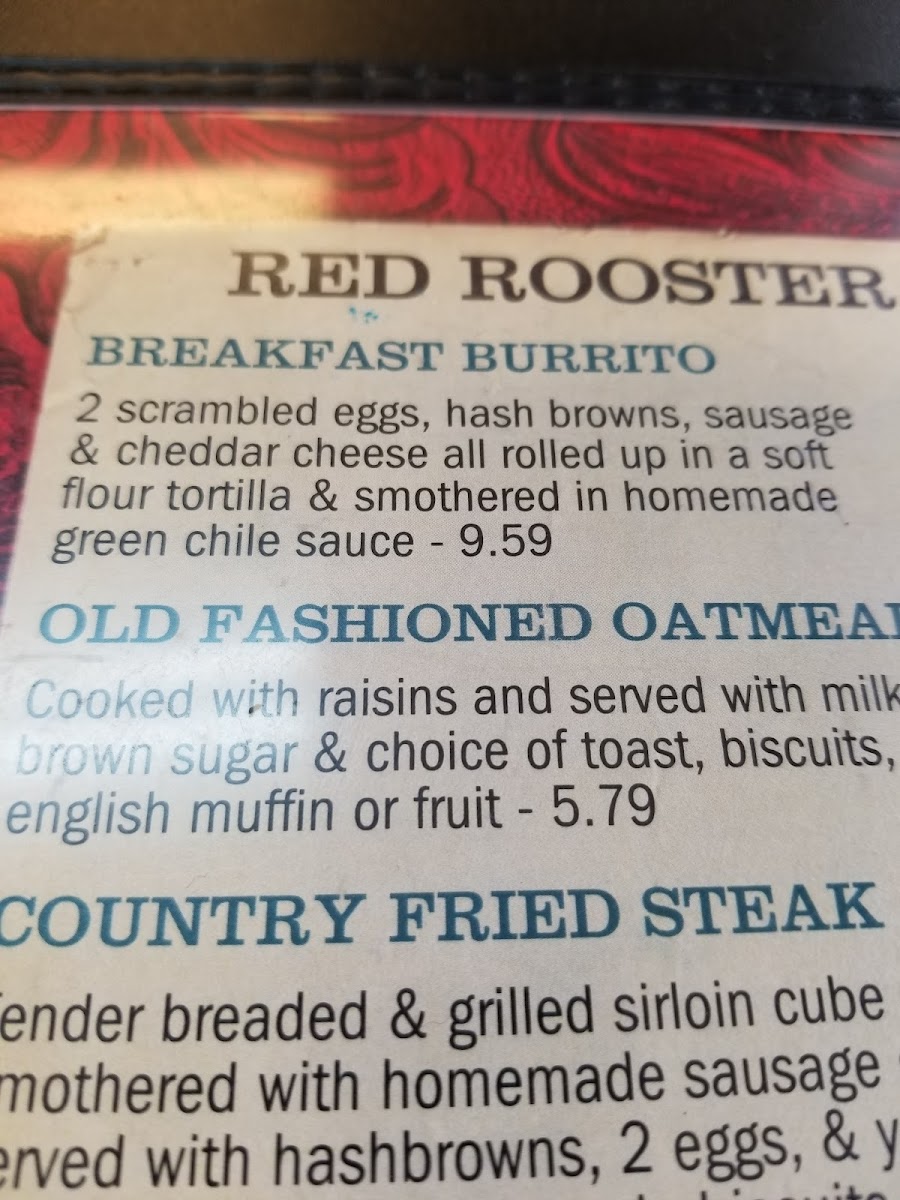 RED ROOSTER
BREAKFAST BURRITO
2 scrambled eggs, hash browns, sausage
& cheddar cheese all rolled up in a soft
flour tortilla & smothered in homemade
green chile sauce - 9.59
OLD FASHIONED OATMEAL
Cooked with raisins and served with milk
brown sugar & choice of toast, biscuits,
english muffin or fruit - 5.79
COUNTRY FRIED STEAK
ender breaded & grilled sirloin cube
mothered with homemade sausage
erved with hashbrowns, 2 eggs, & y